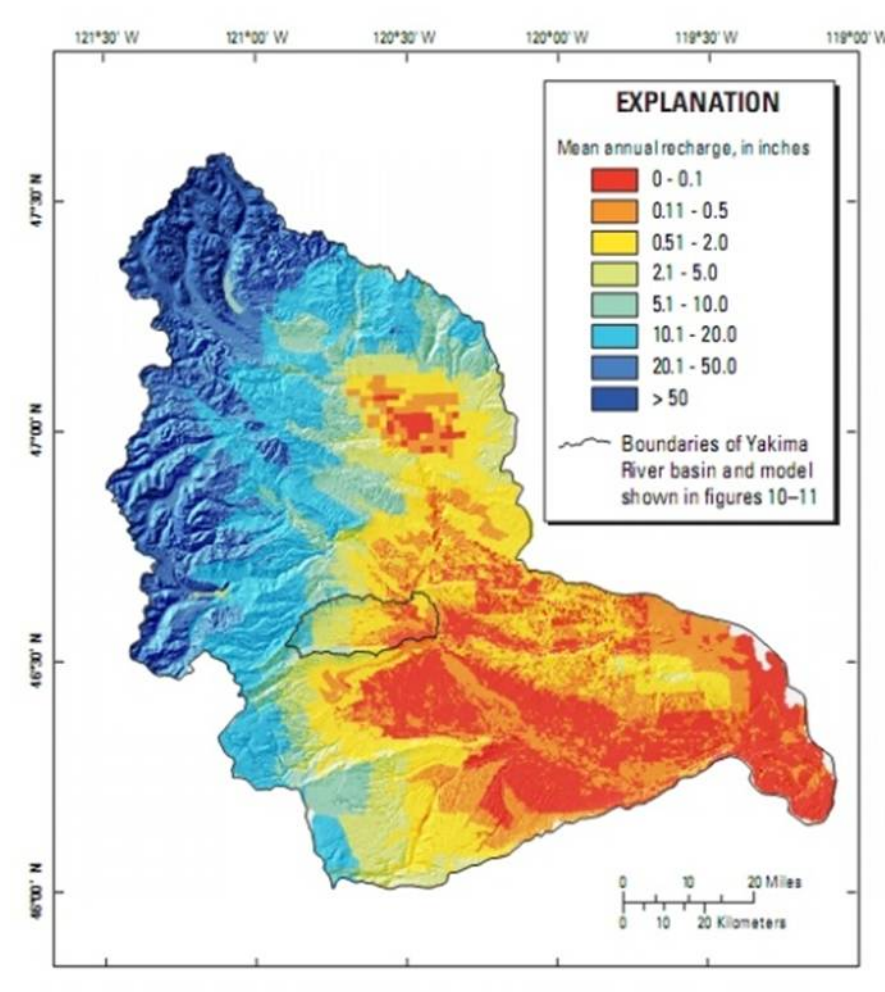 121°30' W 121°00' W 120°30' W 120°00' W 119°30' W 119°00' W
47°30' N
47°00' N
46°30' N
46°00' N
EXPLANATION
Mean annual recharge, in inches
0 - 0.1
0.11 - 0.5
0.51 - 2.0
2.1 - 5.0
5.1 - 10.0
10.1 - 20.0
20.1 - 50.0
> 50
Boundaries of Yakima
River basin and model
shown in figures 10–11
0 10 20 Miles
0 10 20 Kilometers